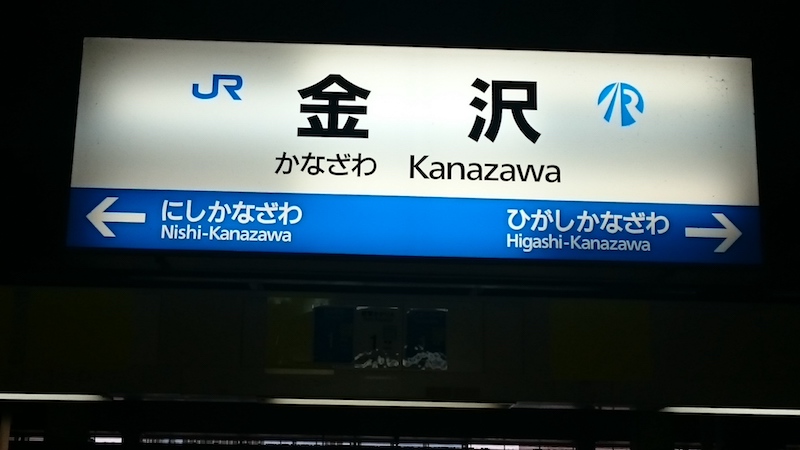 JR 金沢 IR
かなざわ Kanazawa
← にしかなざわ ひがしかなざわ →
Nishi-Kanazawa Higashi-Kanazawa